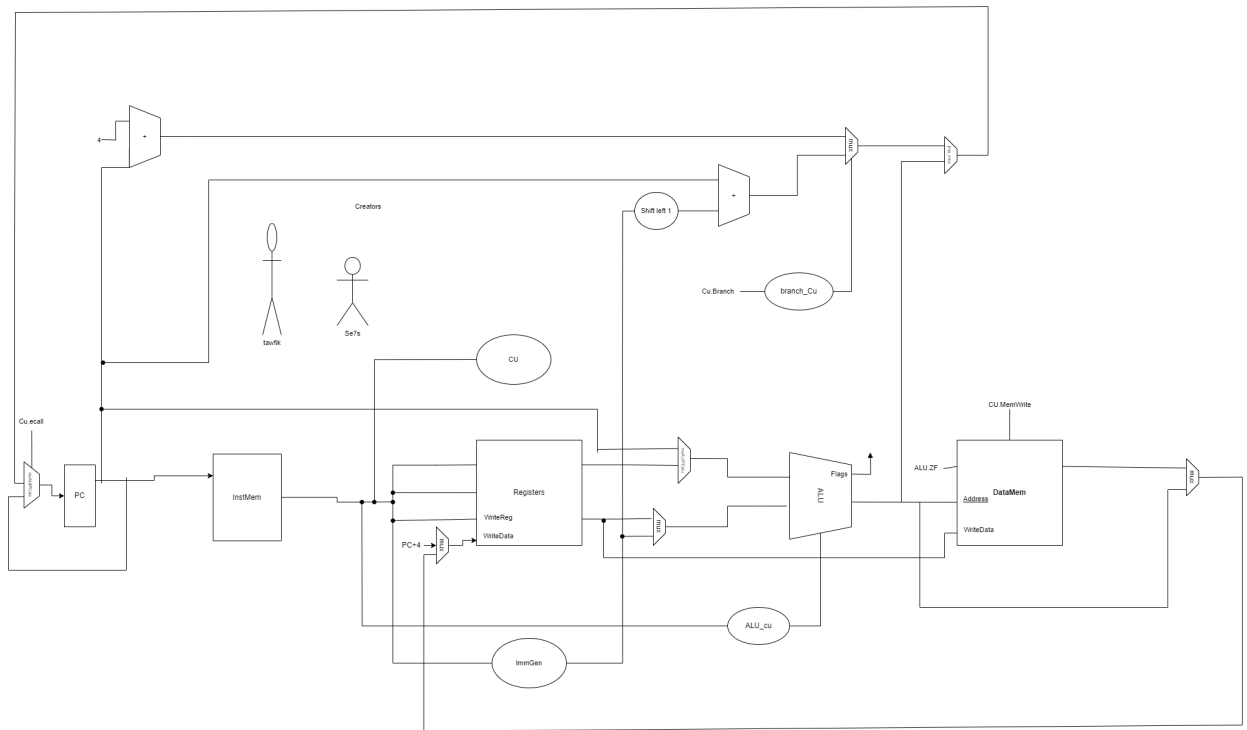 4
+
mux
Shift left 1
+
Creators
Cu.Branch
branch_Cu
tawfik
Se7s
CU
Cu.ecall
CU.MemWrite
PC
InstMem
Registers
WriteReg
WriteData
PC+4
mux
mux
Flags
ALU
ALU.ZF
DataMem
Address
WriteData
mux
ALU_cu
ImmGen